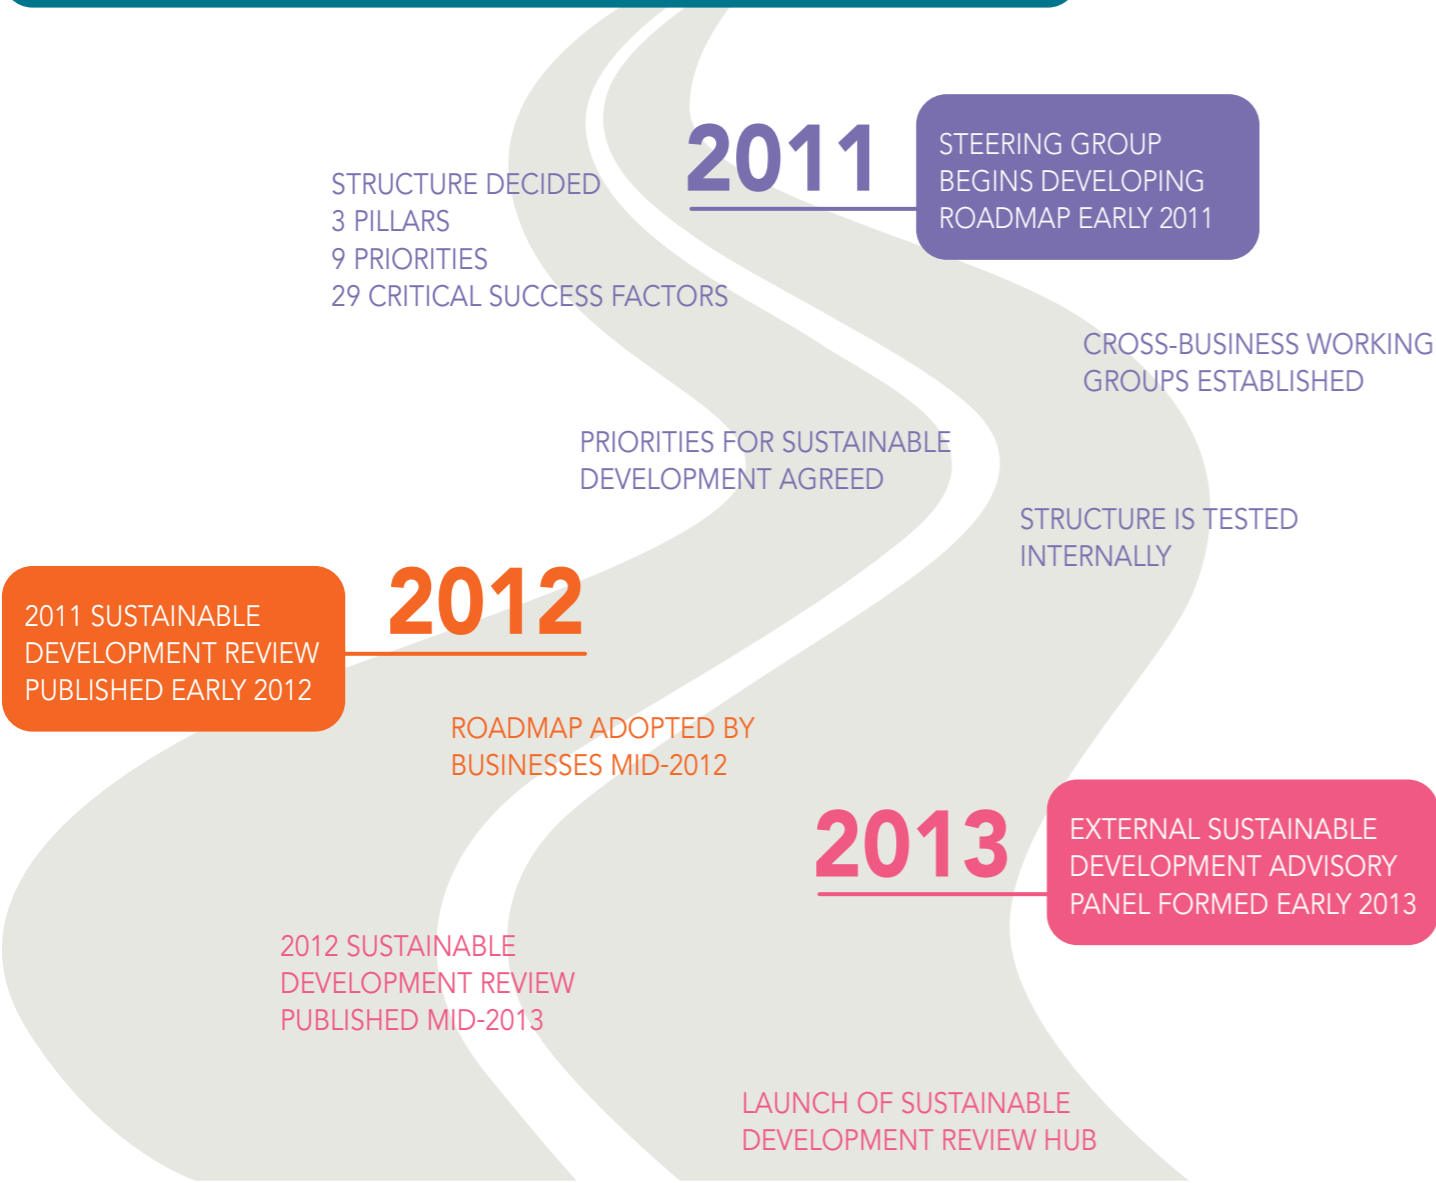 2011
STEERING GROUP
BEGINS DEVELOPING
ROADMAP EARLY 2011
STRUCTURE DECIDED
3 PILLARS
9 PRIORITIES
29 CRITICAL SUCCESS FACTORS
CROSS-BUSINESS WORKING
GROUPS ESTABLISHED
PRIORITIES FOR SUSTAINABLE
DEVELOPMENT AGREED
STRUCTURE IS TESTED
INTERNALLY
2012
2011 SUSTAINABLE
DEVELOPMENT REVIEW
PUBLISHED EARLY 2012
ROADMAP ADOPTED BY
BUSINESSES MID-2012
2013
EXTERNAL SUSTAINABLE
DEVELOPMENT ADVISORY
PANEL FORMED EARLY 2013
2012 SUSTAINABLE
DEVELOPMENT REVIEW
PUBLISHED MID-2013
LAUNCH OF SUSTAINABLE
DEVELOPMENT REVIEW HUB